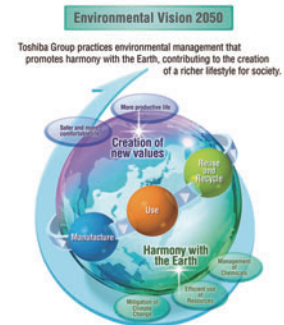 Environmental Vision 2050
Toshiba Group practices environmental management that
promotes harmony with the Earth, contributing to the creation
of a richer lifestyle for society.
More productive life
Safer and more
comfortable life
Creation of
new values
Reuse and
Recycle
Use
Manufacture
Harmony with
the Earth
Management
of Chemicals
Efficient use of
Resources
Mitigation of
Climate
Change